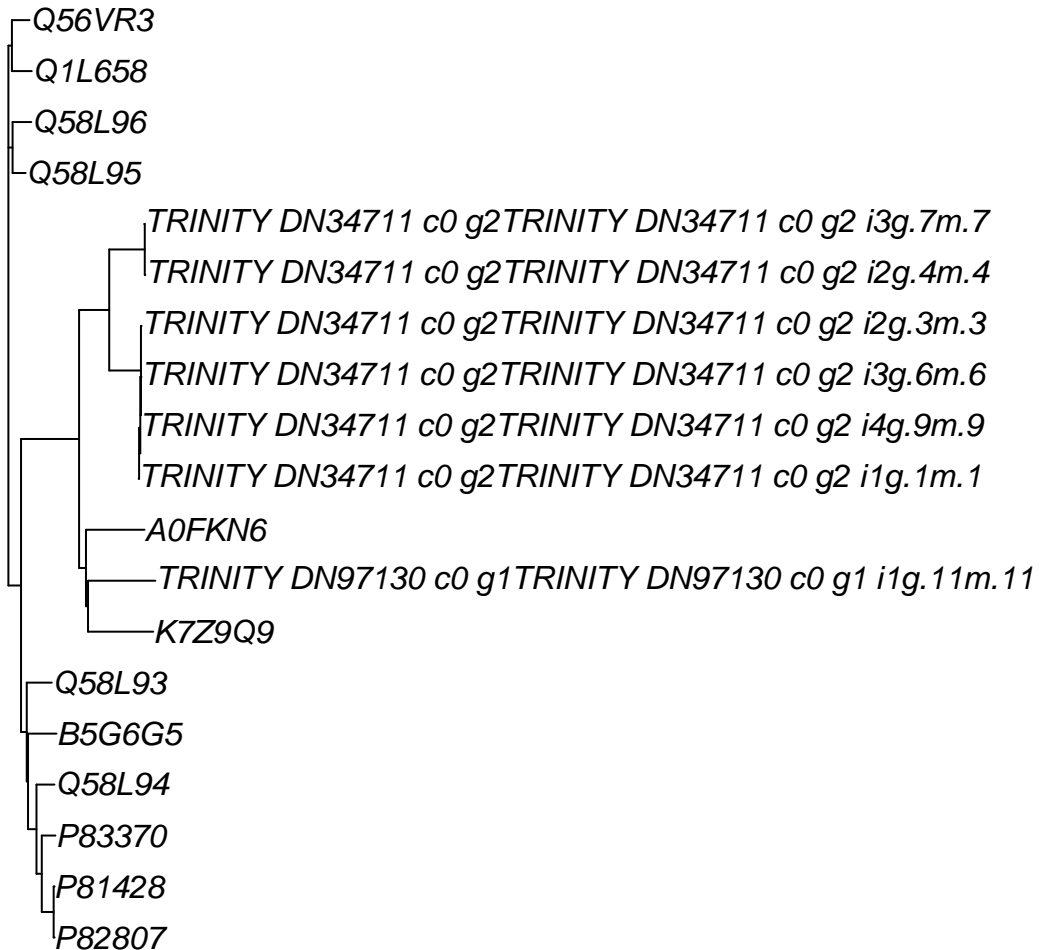 Q56VR3
Q1L658
Q58L96
Q58L95
TRINITY DN34711 c0 g2TRINITY DN34711 c0 g2 i3g.7m.7
TRINITY DN34711 c0 g2TRINITY DN34711 c0 g2 i2g.4m.4
TRINITY DN34711 c0 g2TRINITY DN34711 c0 g2 i2g.3m.3
TRINITY DN34711 c0 g2TRINITY DN34711 c0 g2 i3g.6m.6
TRINITY DN34711 c0 g2TRINITY DN34711 c0 g2 i4g.9m.9
TRINITY DN34711 c0 g2TRINITY DN34711 c0 g2 i1g.1m.1
A0FKN6
TRINITY DN97130 c0 g1TRINITY DN97130 c0 g1 i1g.11m.11
K7Z9Q9
Q58L93
B5G6G5
Q58L94
P83370
P81428
P82807